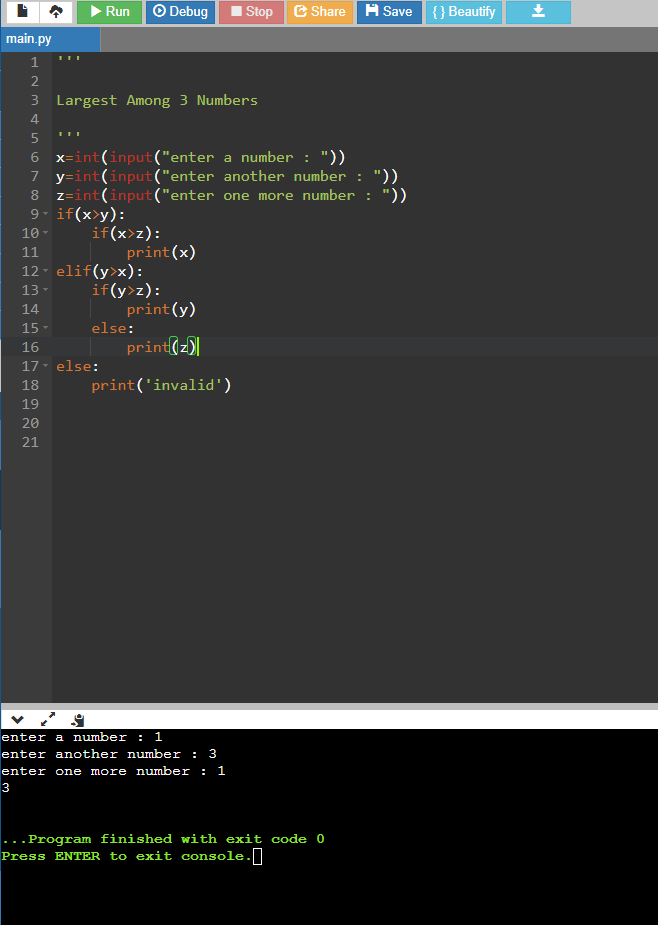 Run Debug Stop Share Save { } Beautify
main.py
1 '''
2
3 Largest Among 3 Numbers
4
5 '''
6 x=int(input("enter a number : "))
7 y=int(input("enter another number : "))
8 z=int(input("enter one more number : "))
9 if(x>y):
10     if(x>z):
11         print(x)
12 elif(y>x):
13     if(y>z):
14         print(y)
15     else:
16         print(z)
17 else:
18     print('invalid')
19
20
21
enter a number : 1
enter another number : 3
enter one more number : 1
3
...Program finished with exit code 0
Press ENTER to exit console.